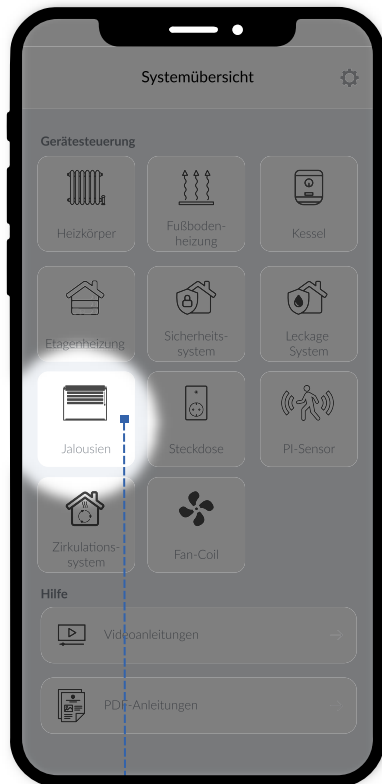 Systemübersicht
Gerätesteuerung
Heizkörper
Fußboden-
heizung
Kessel
Etagenheizung
Sicherheits-
system
Leckage
System
Jalousien
Steckdose
PI-Sensor
Zirkulations-
system
Fan-Coil
Hilfe
Videoanleitungen
PDF-Anleitungen